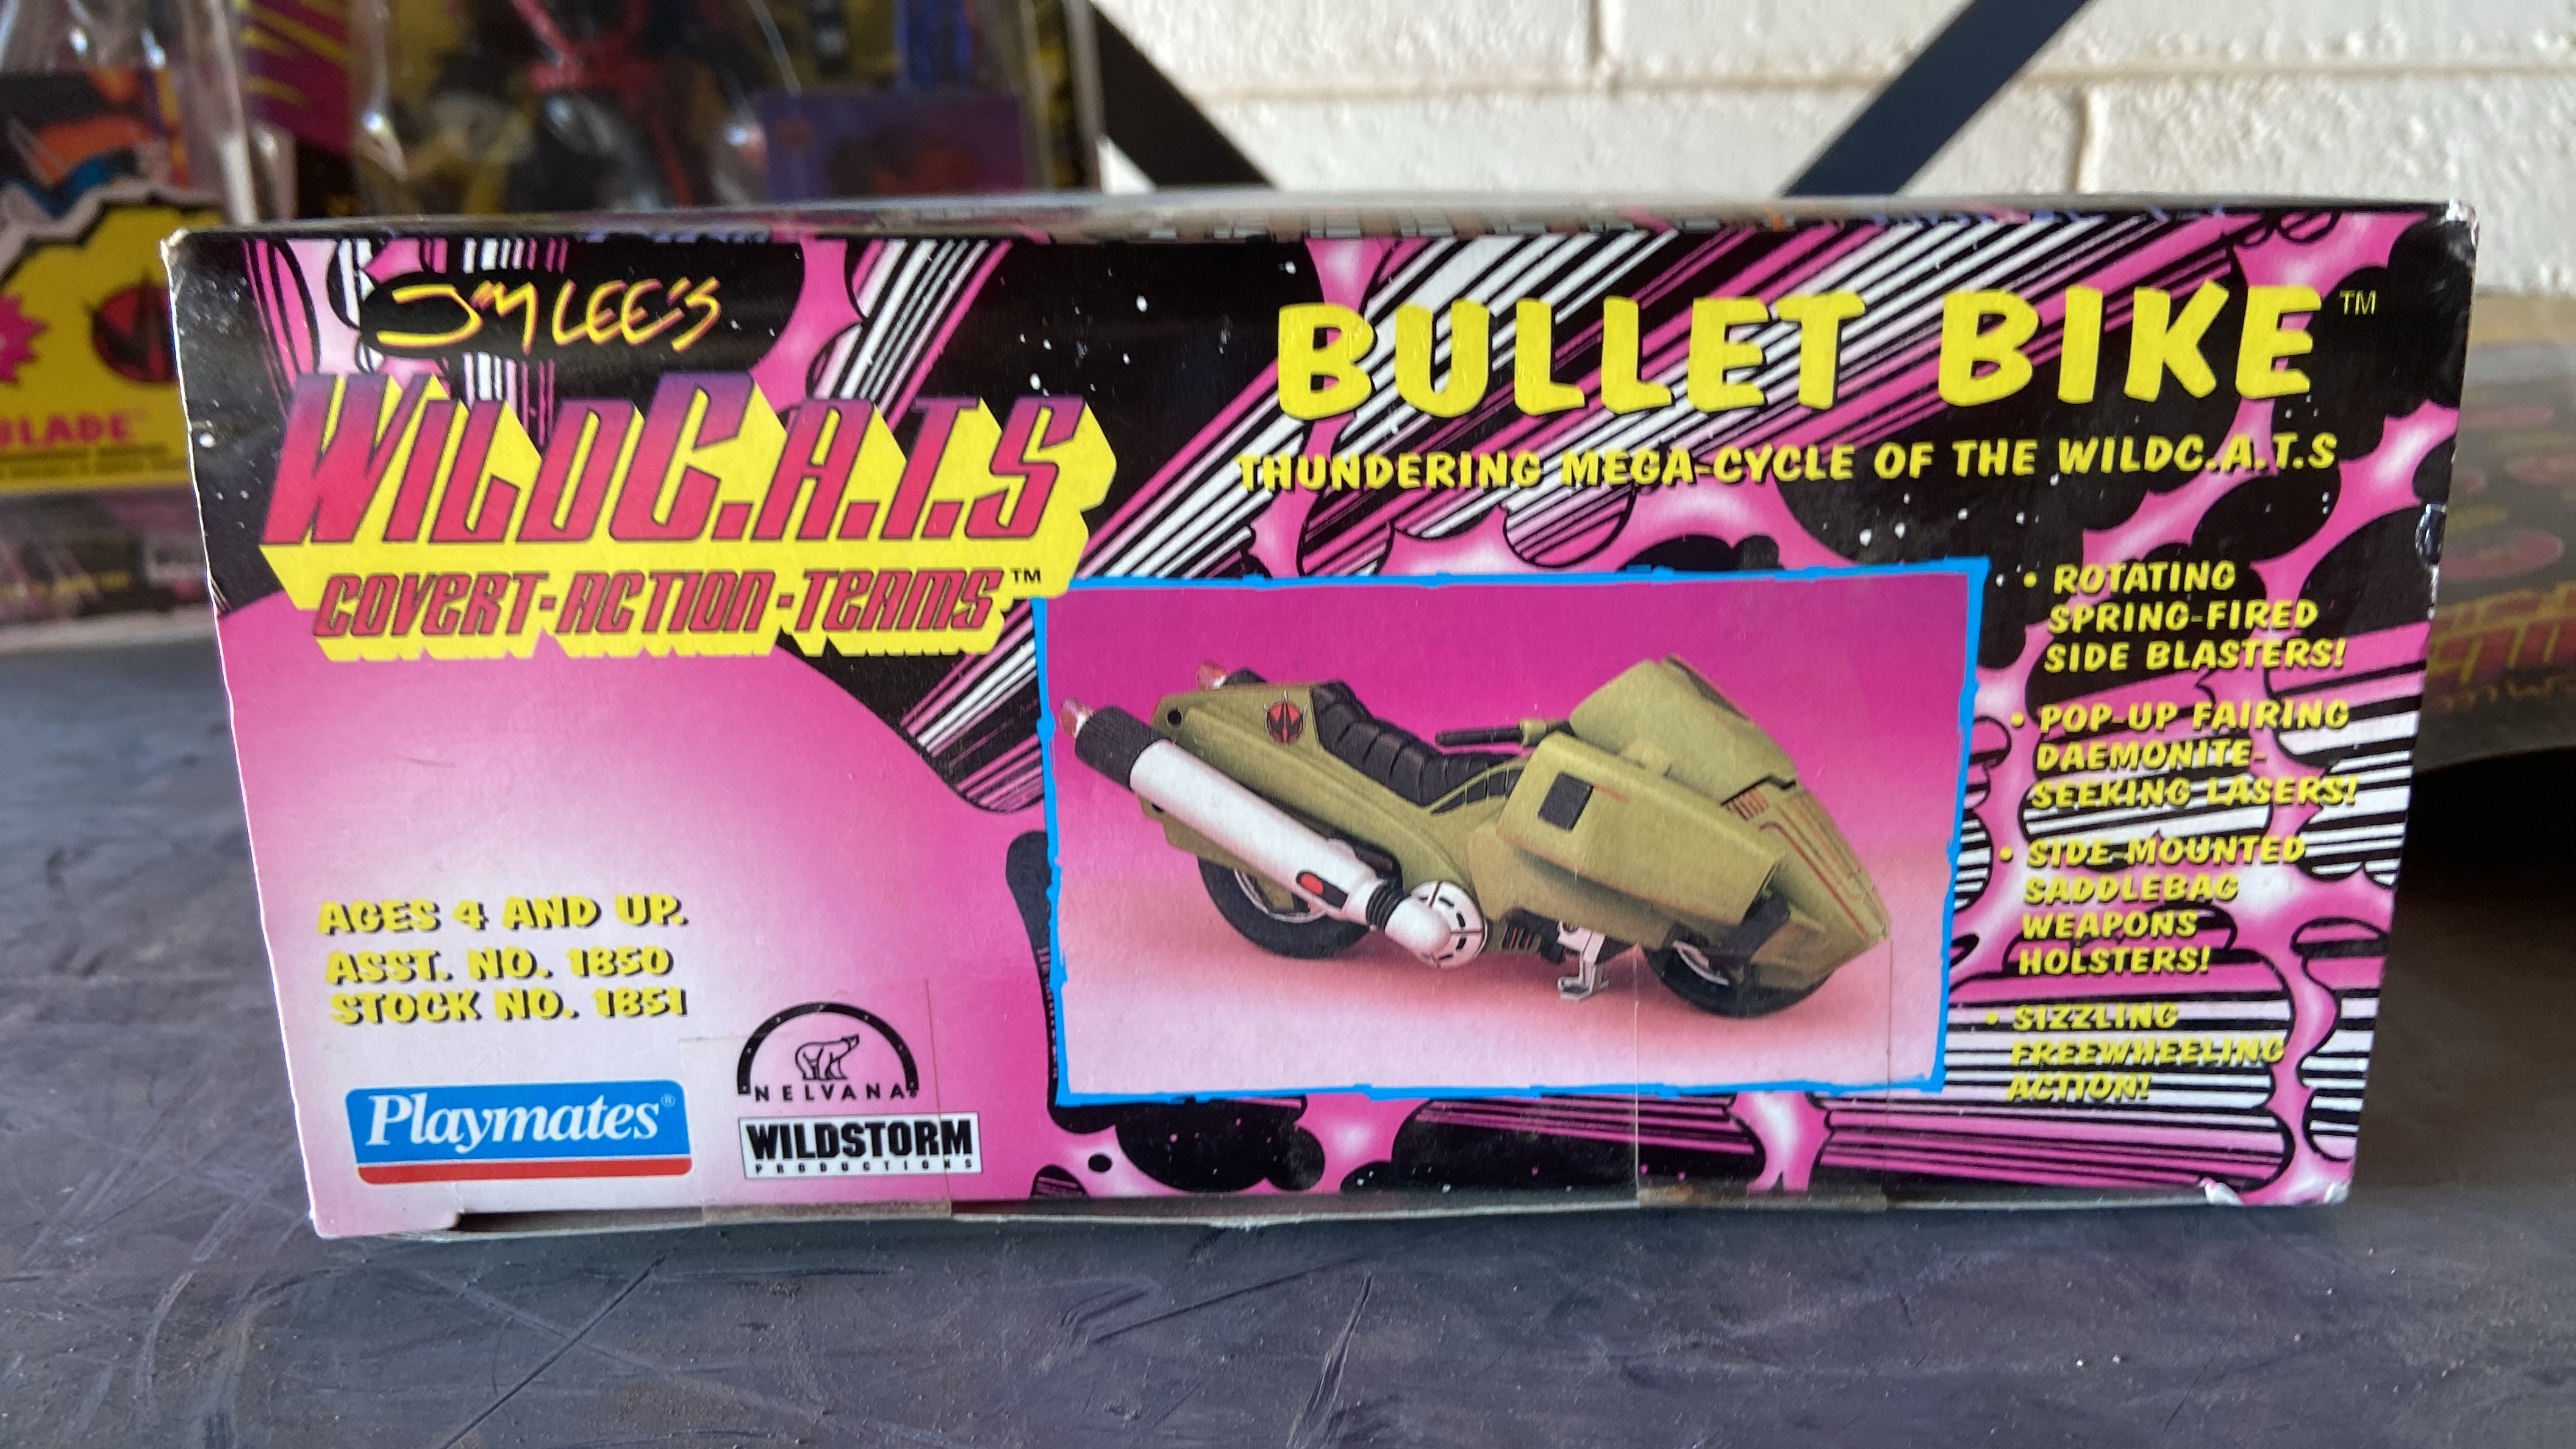 JIM LEE'S
WILDC.A.T.S
COVERT-ACTION-TEAMS™
BULLET BIKE™
THUNDERING MEGA-CYCLE OF THE WILDC.A.T.S
• ROTATING
SPRING-FIRED
SIDE BLASTERS!
• POP-UP FAIRING
DAEMONITE-
SEEKING LASERS!
• SIDE-MOUNTED
SADDLEBAG
WEAPONS
HOLSTERS!
• SIZZLING
FREEWHEELING
ACTION!
AGES 4 AND UP.
ASST. NO. 1850
STOCK NO. 1851
Playmates®
NELVANA®
WILDSTORM
PRODUCTIONS
BLADE